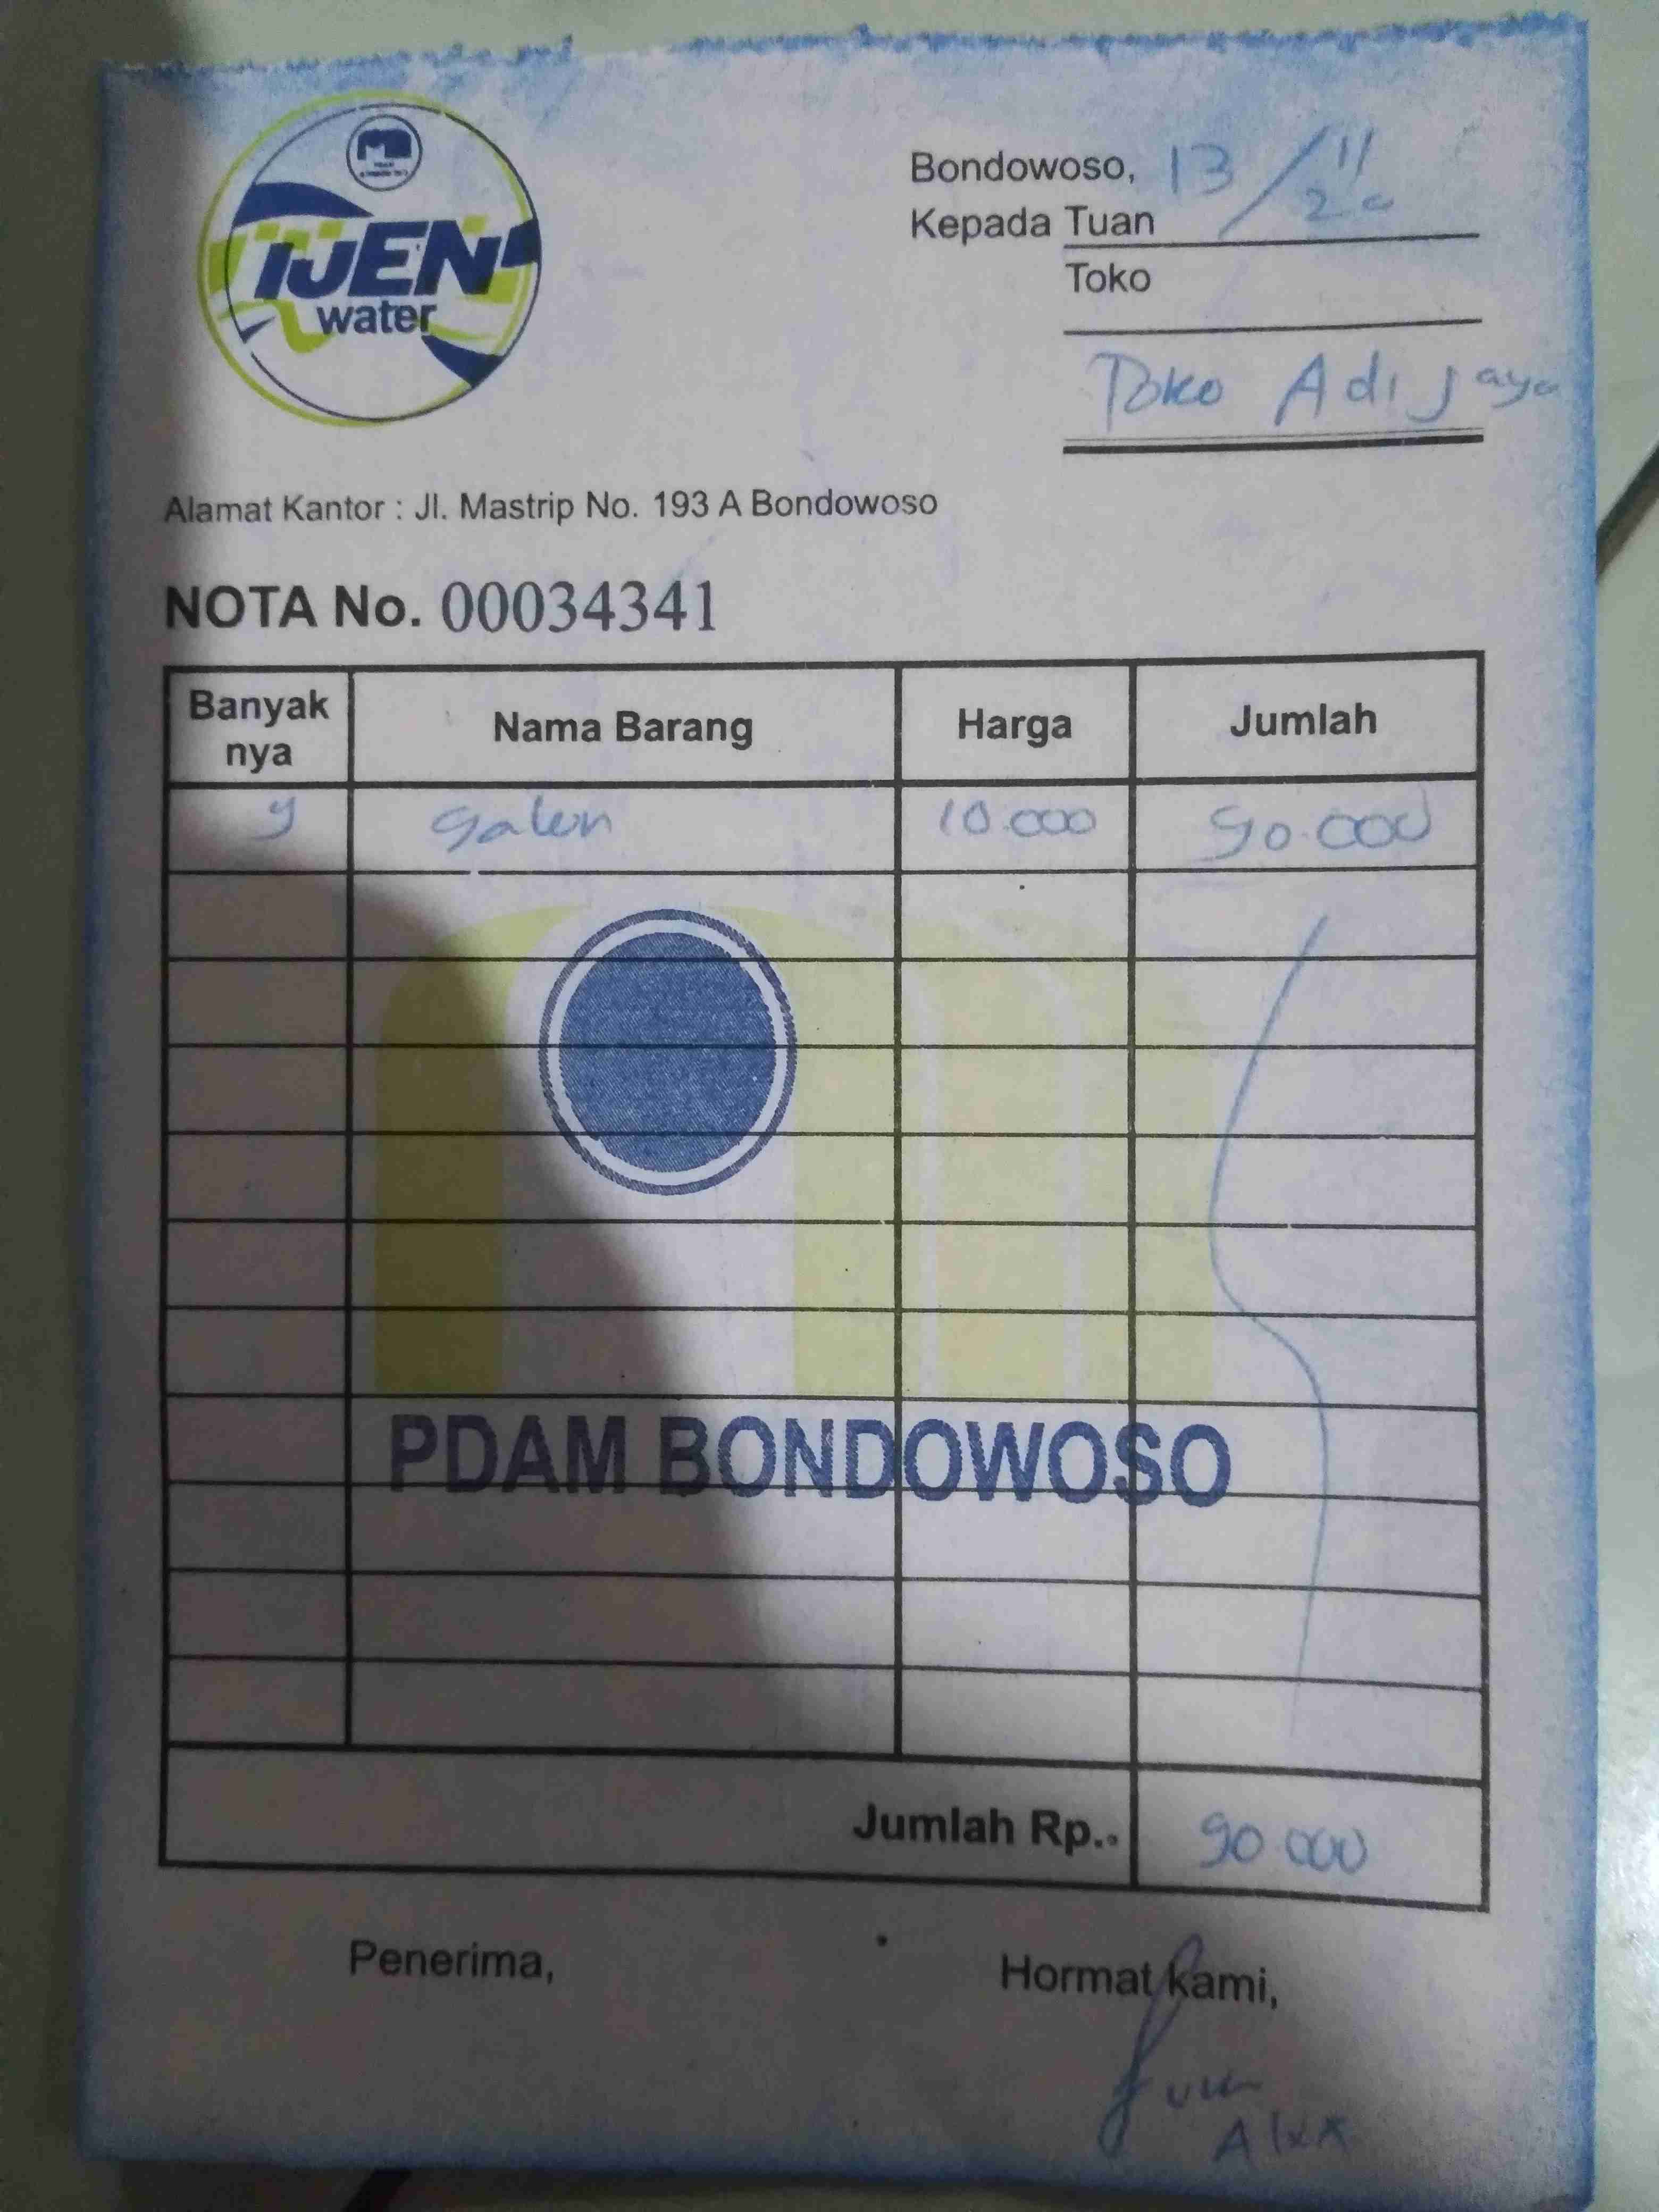 IJEN
water
Bondowoso, 13/11 20
Kepada Tuan
Toko
Toko Adi Jaya
Alamat Kantor : Jl. Mastrip No. 193 A Bondowoso
NOTA No. 00034341
Banyak nya Nama Barang Harga Jumlah
9 galon 10.000 90.000
PDAM BONDOWOSO
Jumlah Rp.. 90 000
Penerima, Hormat kami,